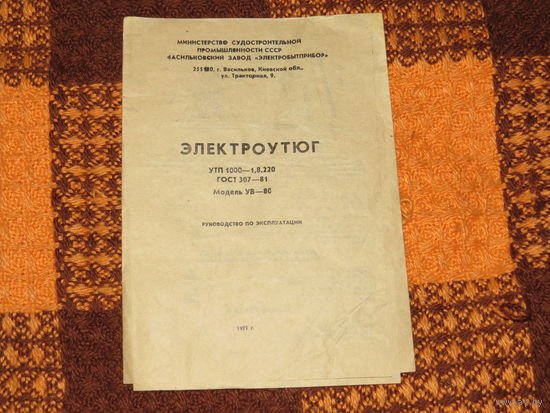 МИНИСТЕРСТВО СУДОСТРОИТЕЛЬНОЙ
ПРОМЫШЛЕННОСТИ СССР
ВАСИЛЬКОВСКИЙ ЗАВОД «ЭЛЕКТРОБЫТПРИБОР»
г. Васильков, Киевской обл.,
ул. Тракторная, 9.
ЭЛЕКТРОУТЮГ
УТП 1000—1,8.220
ГОСТ 307—81
Модель УВ—80
РУКОВОДСТВО ПО ЭКСПЛУАТАЦИИ
г.